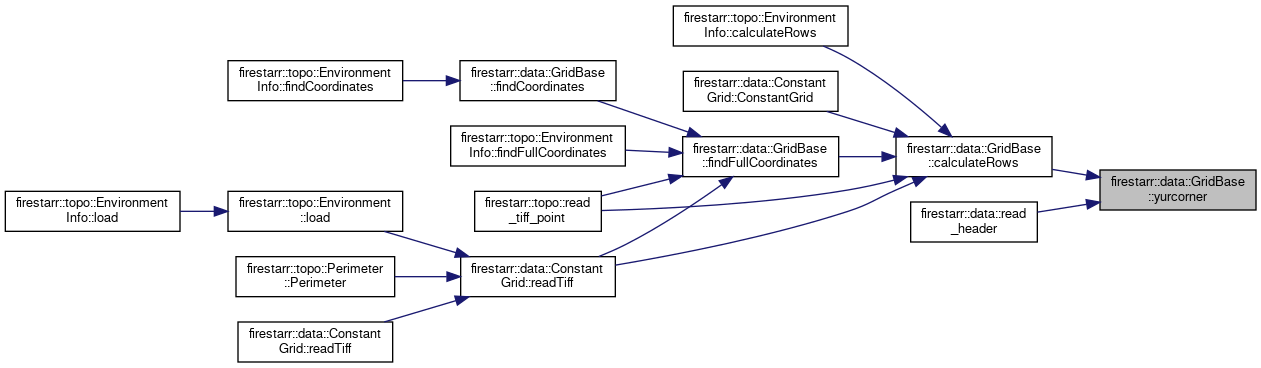 firestarr::topo::Environment
Info::calculateRows
firestarr::topo::Environment
Info::findCoordinates
firestarr::data::GridBase
::findCoordinates
firestarr::data::Constant
Grid::ConstantGrid
firestarr::topo::Environment
Info::findFullCoordinates
firestarr::data::GridBase
::findFullCoordinates
firestarr::data::GridBase
::calculateRows
firestarr::data::GridBase
::yurcorner
firestarr::topo::Environment
Info::load
firestarr::topo::Environment
::load
firestarr::topo::read
_tiff_point
firestarr::data::read
_header
firestarr::topo::Perimeter
::Perimeter
firestarr::data::Constant
Grid::readTiff
firestarr::data::Constant
Grid::readTiff